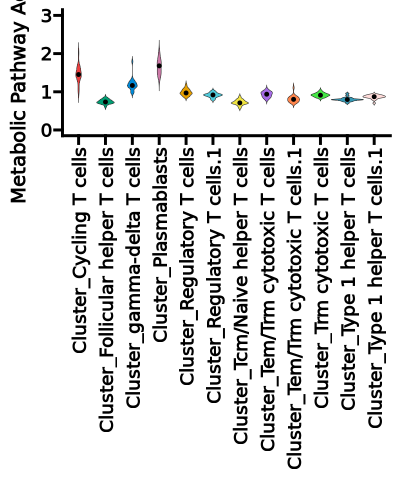 Metabolic Pathway
3
2
1
0
Cluster_Cycling T cells
Cluster_Follicular helper T cells
Cluster_gamma-delta T cells
Cluster_Plasmablasts
Cluster_Regulatory T cells
Cluster_Regulatory T cells.1
Cluster_Tcm/Naive helper T cells
Cluster_Tem/Trm cytotoxic T cells
Cluster_Tem/Trm cytotoxic T cells.1
Cluster_Trm cytotoxic T cells
Cluster_Type 1 helper T cells
Cluster_Type 1 helper T cells.1